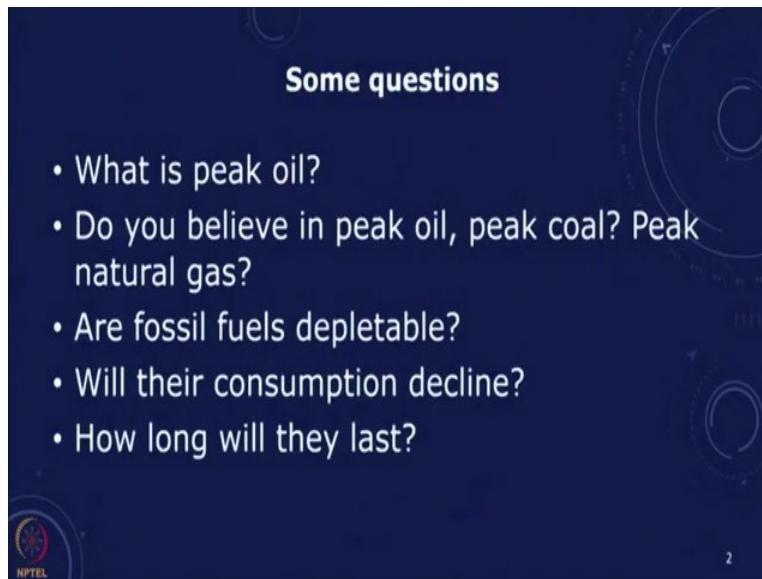 Some questions
• What is peak oil?
• Do you believe in peak oil, peak coal? Peak
natural gas?
• Are fossil fuels depletable?
• Will their consumption decline?
• How long will they last?
NPTEL
2